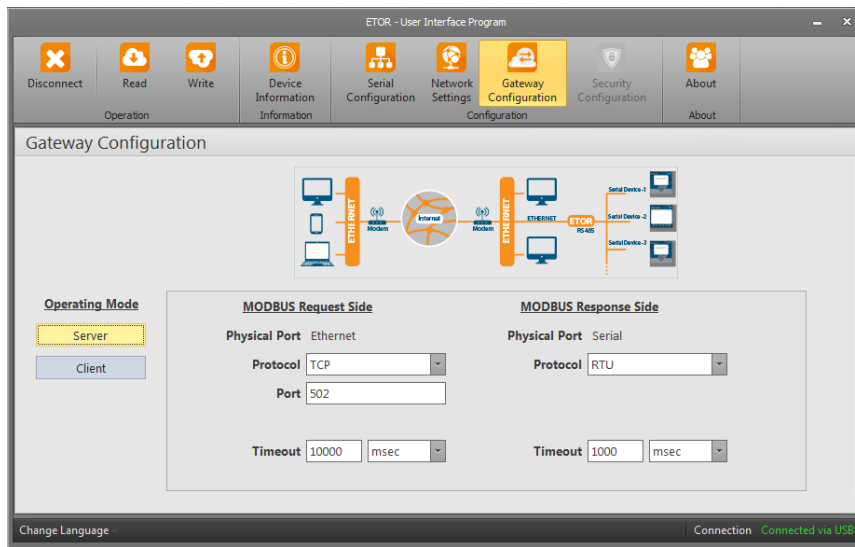 ETOR - User Interface Program
Disconnect
Read
Write
Operation
Device
Information
Information
Serial
Configuration
Network
Settings
Gateway
Configuration
Security
Configuration
Configuration
About
About
Gateway Configuration
ETHERNET
Modem
Internet
Modem
ETHERNET
ETHERNET
ETOR
RS485
Serial Device -1
Serial Device -2
Serial Device -3
Operating Mode
Server
Client
MODBUS Request Side
Physical Port Ethernet
Protocol TCP
Port 502
Timeout 10000 msec
MODBUS Response Side
Physical Port Serial
Protocol RTU
Timeout 1000 msec
Change Language
Connection Connected via USB